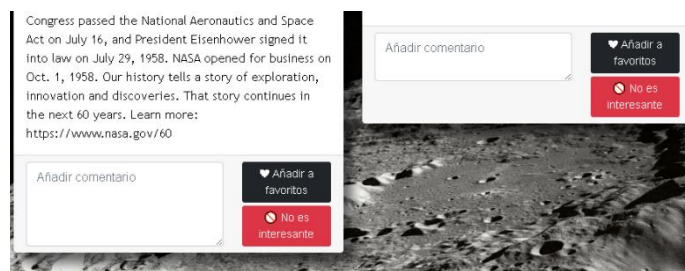 Congress passed the National Aeronautics and Space
Act on July 16, and President Eisenhower signed it
into law on July 29, 1958. NASA opened for business on
Oct. 1, 1958. Our history tells a story of exploration,
innovation and discoveries. That story continues in
the next 60 years. Learn more:
https://www.nasa.gov/60
Añadir comentario
Añadir a
favoritos
No es
interesante
Añadir comentario
Añadir a
favoritos
No es
interesante